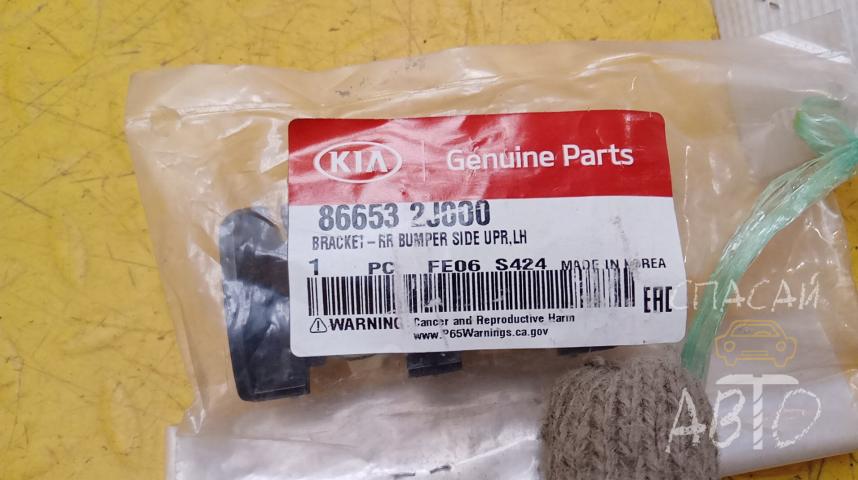 KIA Genuine Parts
86653 2J000
BRACKET-RR BUMPER SIDE UPR,LH
1 PC FE06 S424 MADE IN KOREA
EAC
WARNING: Cancer and Reproductive Harm
www.P65Warnings.ca.gov
СПАСАЙ
АВТО